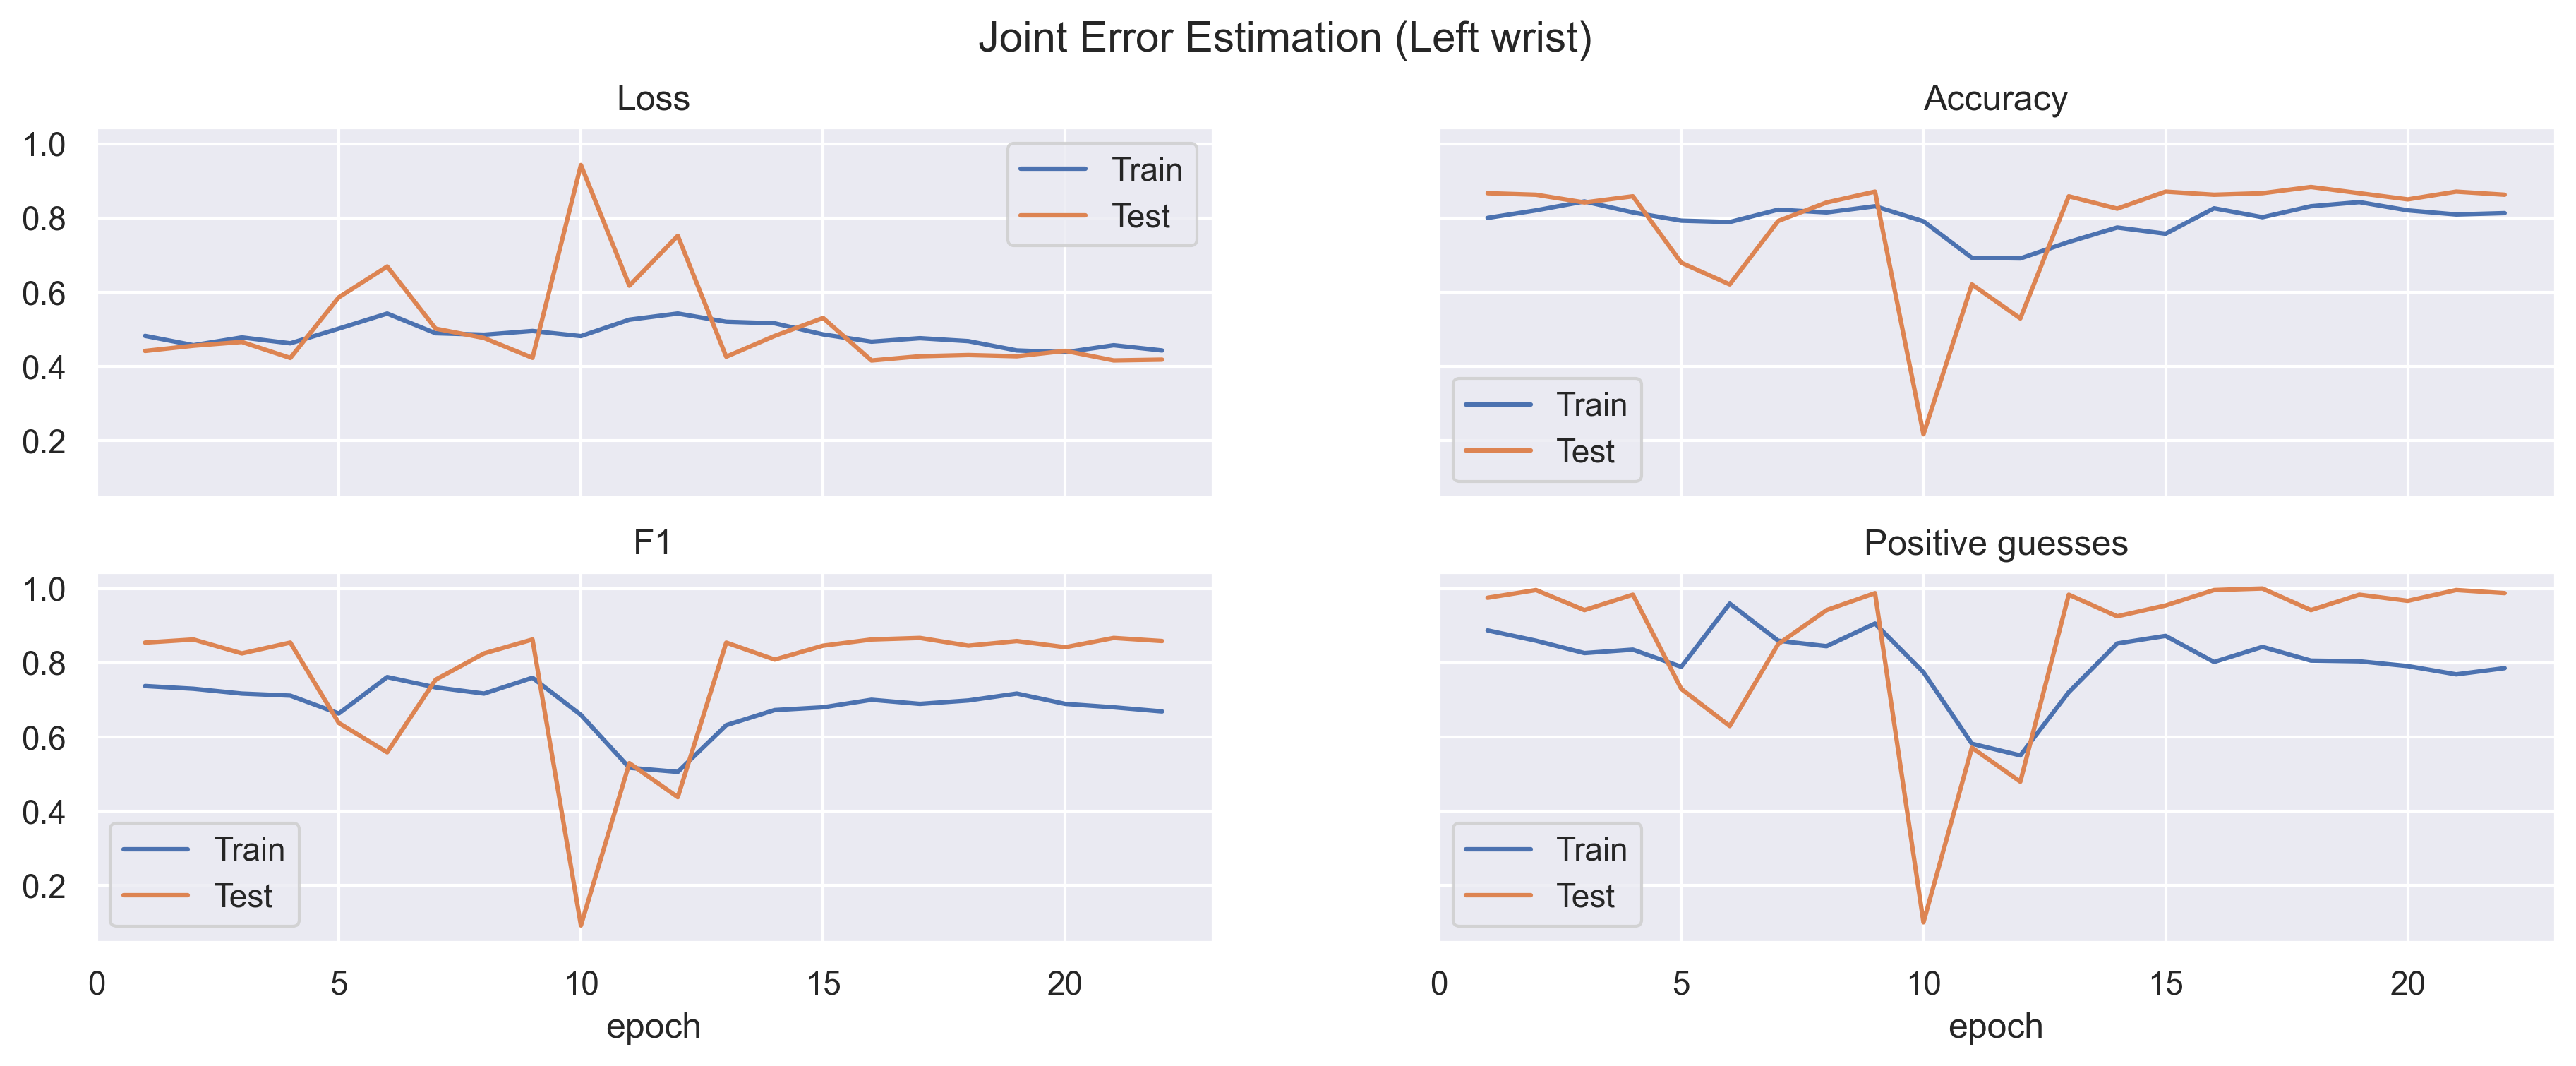 Joint Error Estimation (Left wrist)
Loss
1.0
0.8
0.6
0.4
0.2
Train
Test
Accuracy
Train
Test
F1
1.0
0.8
0.6
0.4
0.2
Train
Test
0 5 10 15 20
epoch
Positive guesses
Train
Test
0 5 10 15 20
epoch